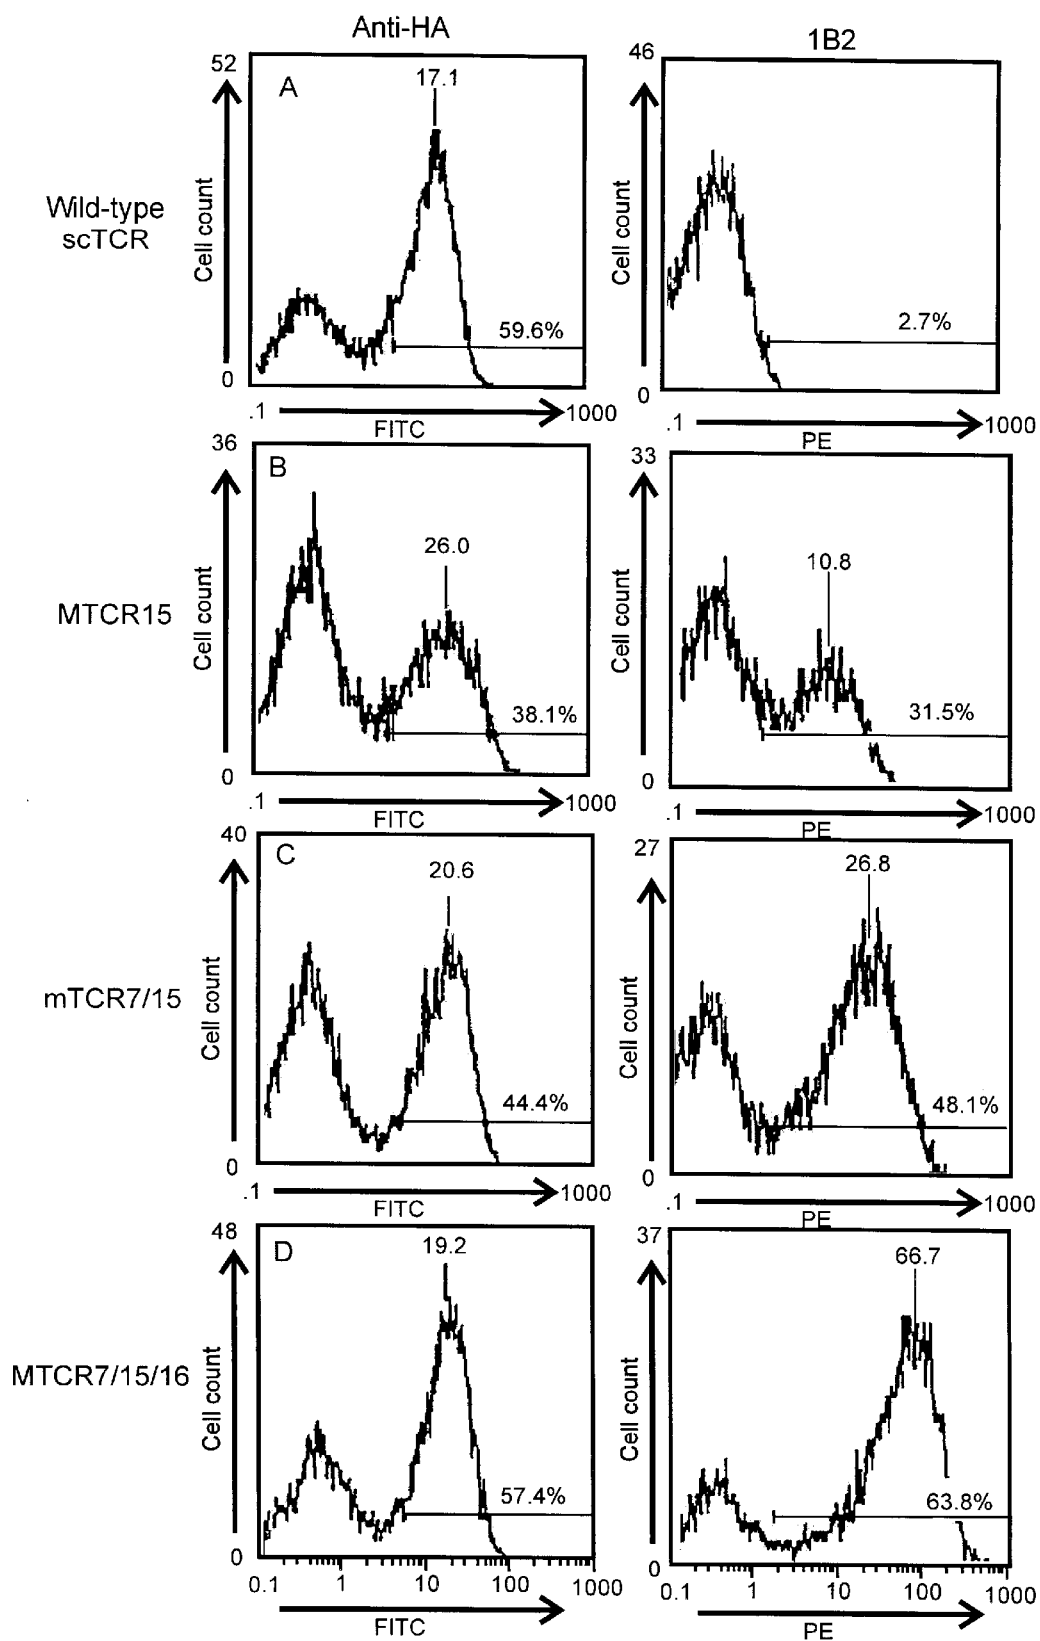 Anti-HA
1B2
52
A
17.1
Wild-type
scTCR
Cell count
59.6%
0
.1
1000
FITC
46
Cell count
2.7%
0
.1
1000
PE
36
B
26.0
MTCR15
Cell count
38.1%
0
.1
1000
FITC
33
10.8
Cell count
31.5%
0
.1
1000
PE
40
C
20.6
mTCR7/15
Cell count
44.4%
0
.1
1000
FITC
27
26.8
Cell count
48.1%
0
.1
1000
PE
48
D
19.2
MTCR7/15/16
Cell count
57.4%
0
0.1 1 10 100 1000
FITC
37
66.7
Cell count
63.8%
0
0.1 1 10 100 1000
PE